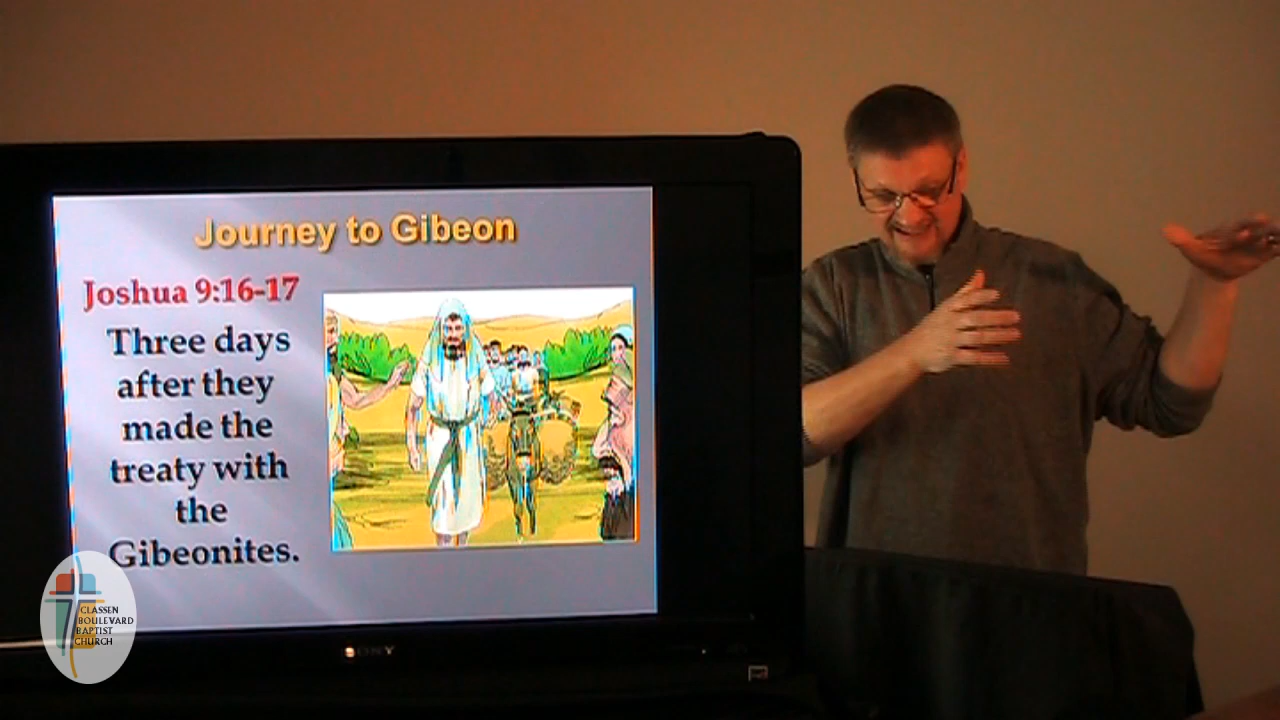 Journey to Gibeon
Joshua 9:16-17
Three days
after they
made the
treaty with
the
Gibeonites.
CLASSEN
BOULEVARD
BAPTIST
CHURCH
SONY